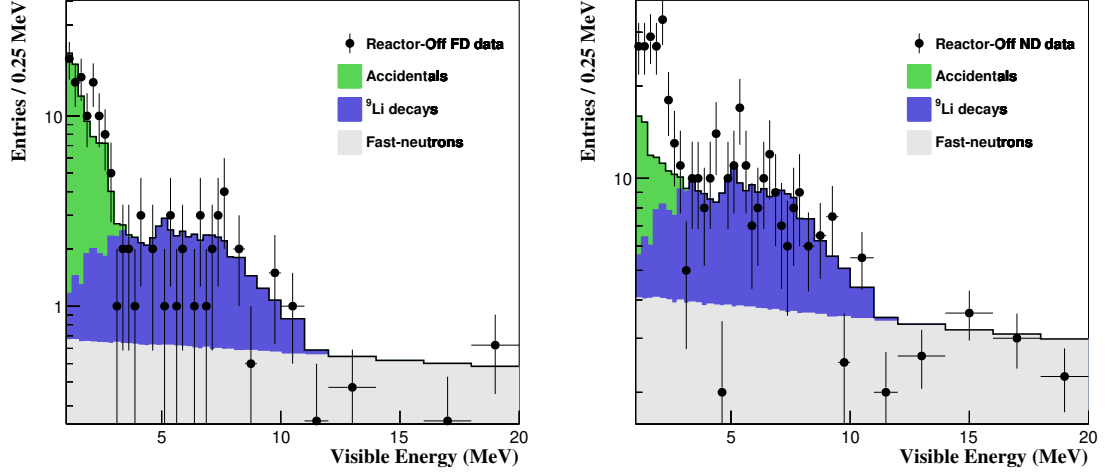 Entries / 0.25 MeV
10
1
Reactor-Off FD data
Accidentals
⁹Li decays
Fast-neutrons
5
10
15
20
Visible Energy (MeV)
Entries / 0.25 MeV
10
Reactor-Off ND data
Accidentals
⁹Li decays
Fast-neutrons
5
10
15
20
Visible Energy (MeV)